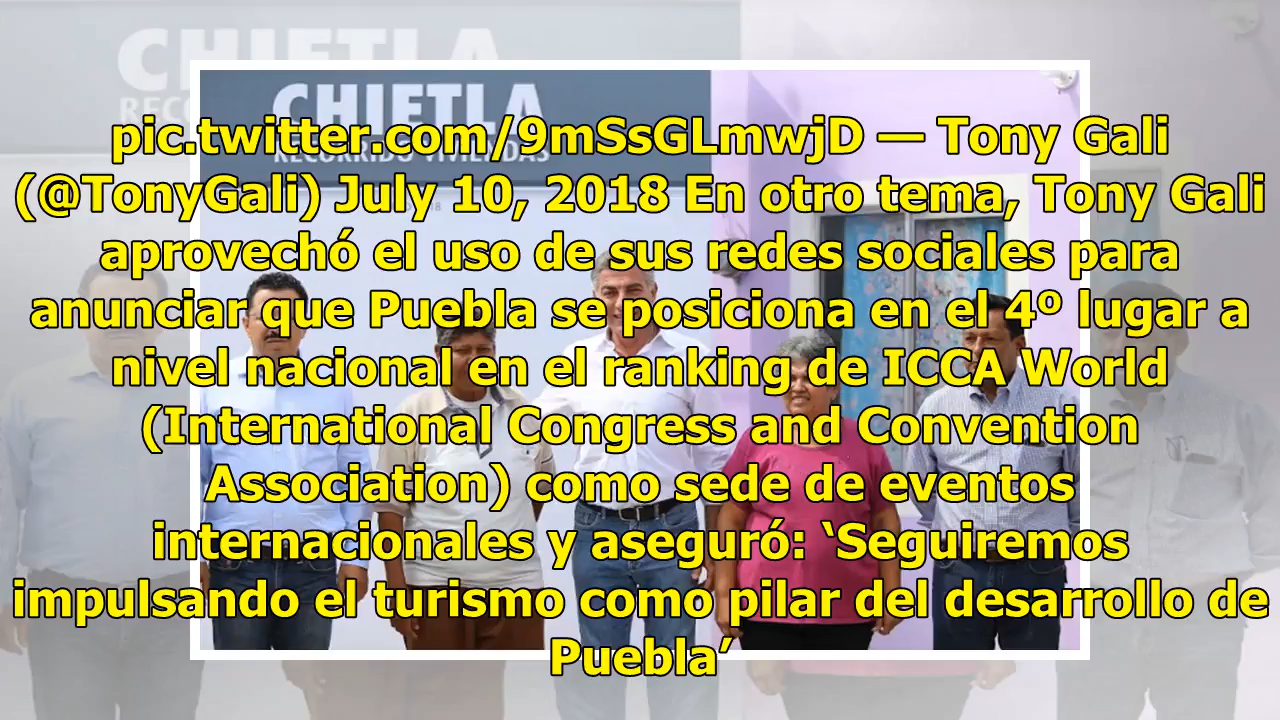 CHIETLA
RECORRIDO VIVIENDAS
pic.twitter.com/9mSsGLmwjD — Tony Gali
(@TonyGali) July 10, 2018 En otro tema, Tony Gali
aprovechó el uso de sus redes sociales para
anunciar que Puebla se posiciona en el 4º lugar a
nivel nacional en el ranking de ICCA World
(International Congress and Convention
Association) como sede de eventos
internacionales y aseguró: ‘Seguiremos
impulsando el turismo como pilar del desarrollo de
Puebla’